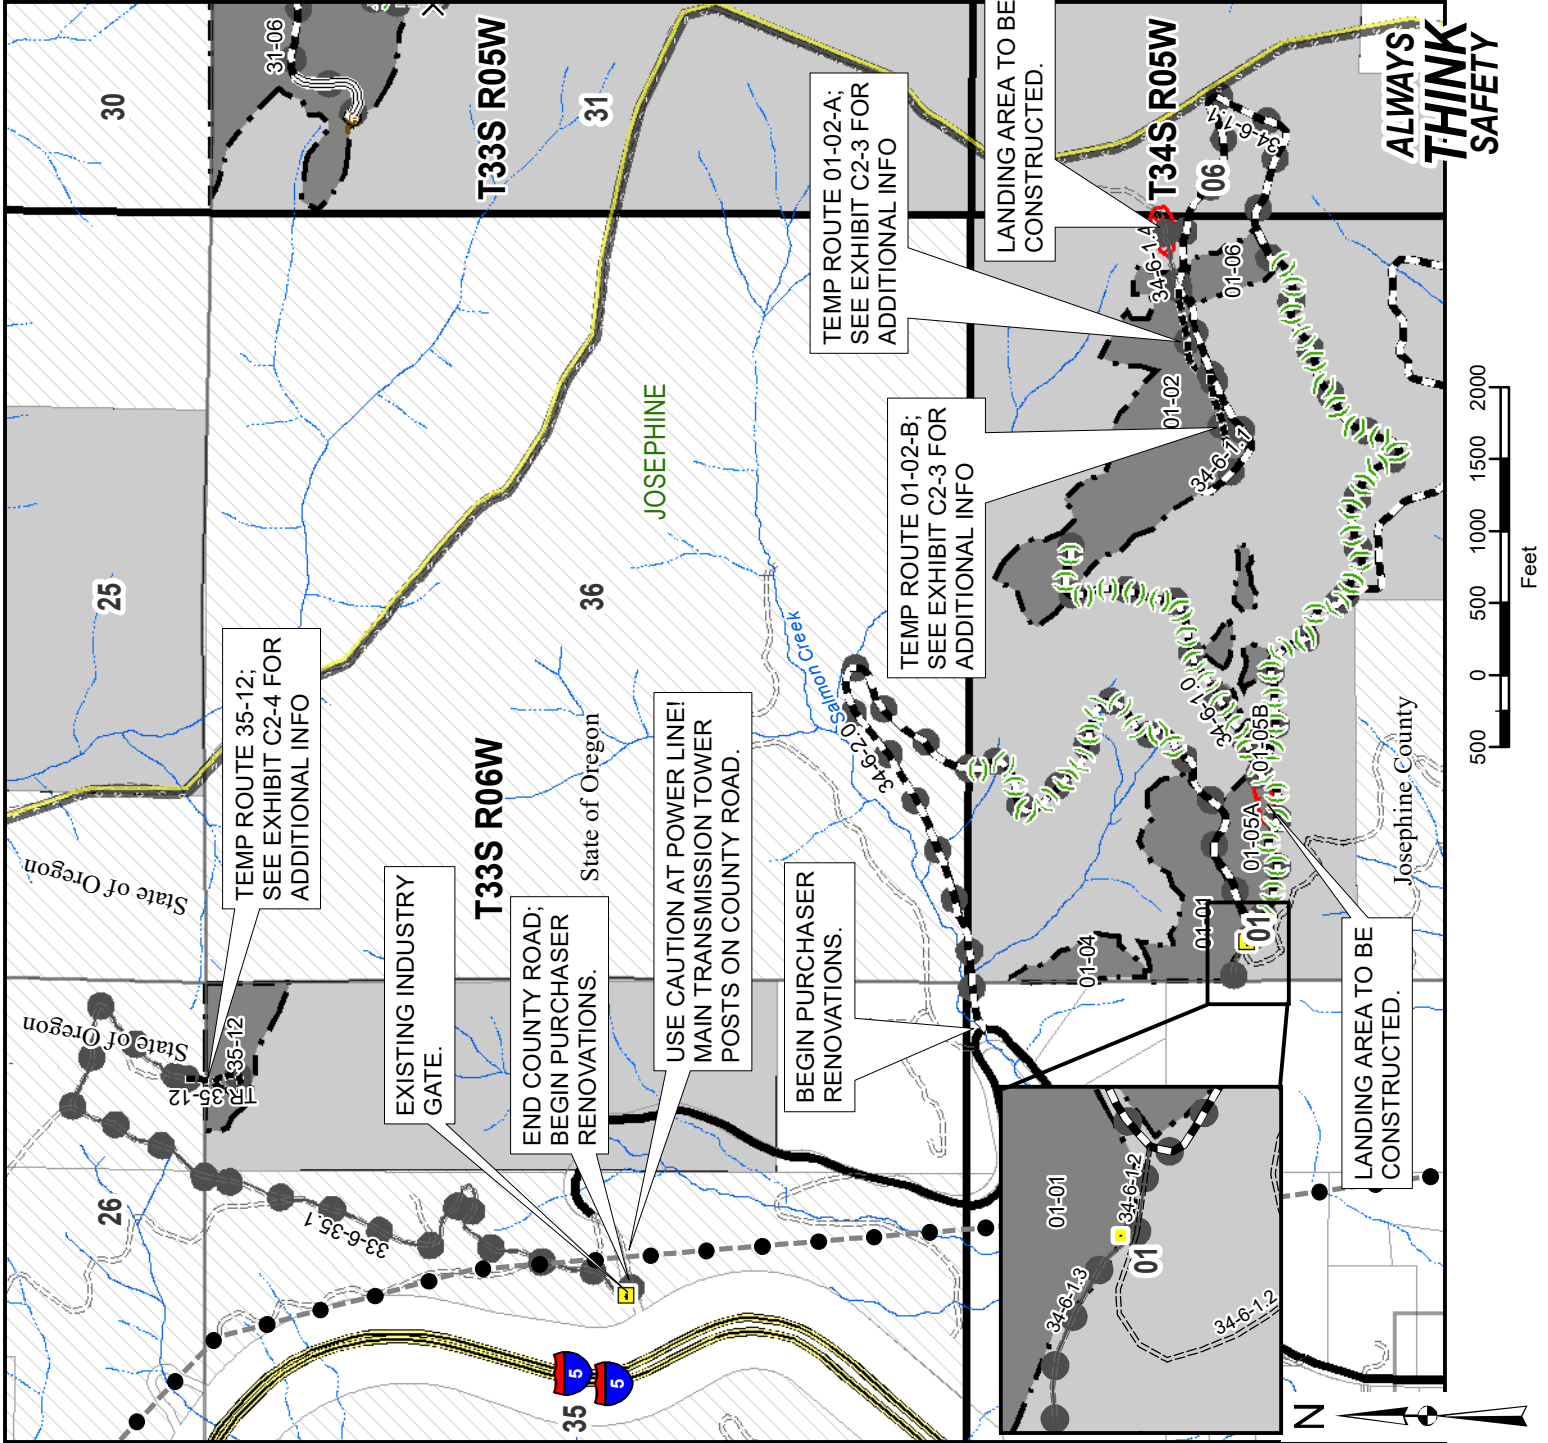 30
31-06
T33S R05W
31
25
TEMP ROUTE 35-12;
SEE EXHIBIT C2-4 FOR
ADDITIONAL INFO
State of Oregon
State of Oregon
TR 35-12
35-12
26
33-6-35.1
EXISTING INDUSTRY
GATE.
END COUNTY ROAD;
BEGIN PURCHASER
RENOVATIONS.
USE CAUTION AT POWER LINE!
MAIN TRANSMISSION TOWER
POSTS ON COUNTY ROAD.
T33S R06W
State of Oregon
36
JOSEPHINE
35
5
5
Salmon Creek
34-6-2.0
BEGIN PURCHASER
RENOVATIONS.
TEMP ROUTE 01-02-A;
SEE EXHIBIT C2-3 FOR
ADDITIONAL INFO
TEMP ROUTE 01-02-B;
SEE EXHIBIT C2-3 FOR
ADDITIONAL INFO
LANDING AREA TO BE
CONSTRUCTED.
T34S R05W
06
34-6-1.1
34-6-1.4
01-06
01-02
34-6-1.1
34-6-1.0
01-05B
01-05A
01-04
01-01
01
LANDING AREA TO BE
CONSTRUCTED.
Josephine County
01-01
34-6-1.2
01
34-6-1.3
34-6-1.2
N
500 0 500 1000 1500 2000
Feet
ALWAYS
THINK
SAFETY